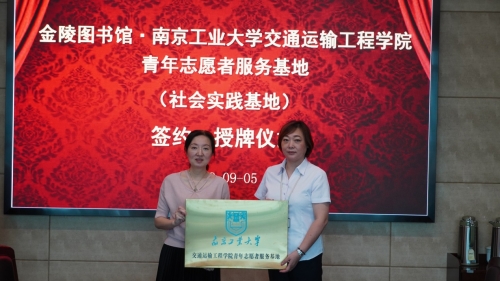 金陵图书馆·南京工业大学交通运输工程学院
青年志愿者服务基地
（社会实践基地）
签约 授牌仪
-09-05
南京工业大学
交通运输工程学院青年志愿者服务基地